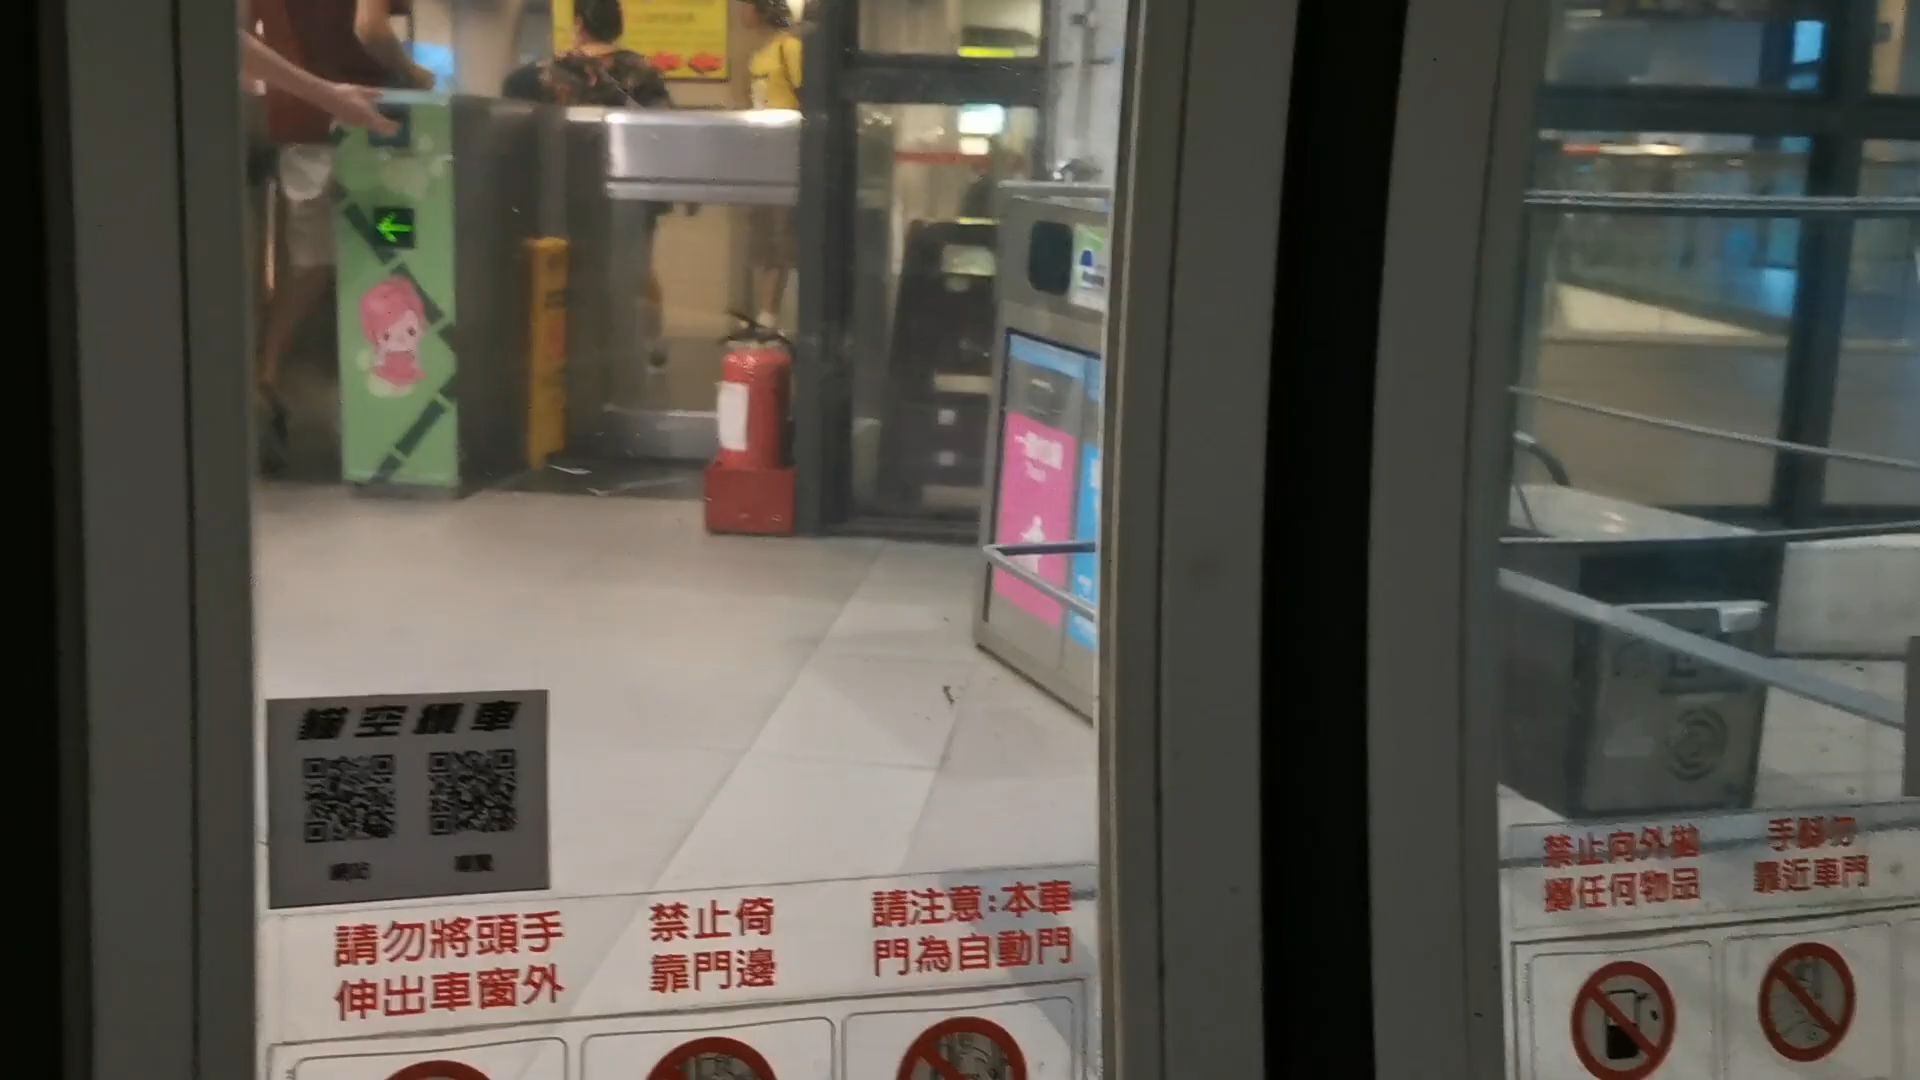 貓空纜車
請勿將頭手
伸出車窗外
禁止倚
靠門邊
請注意:本車
門為自動門
禁止向外拋
擲任何物品
手腳勿
靠近車門